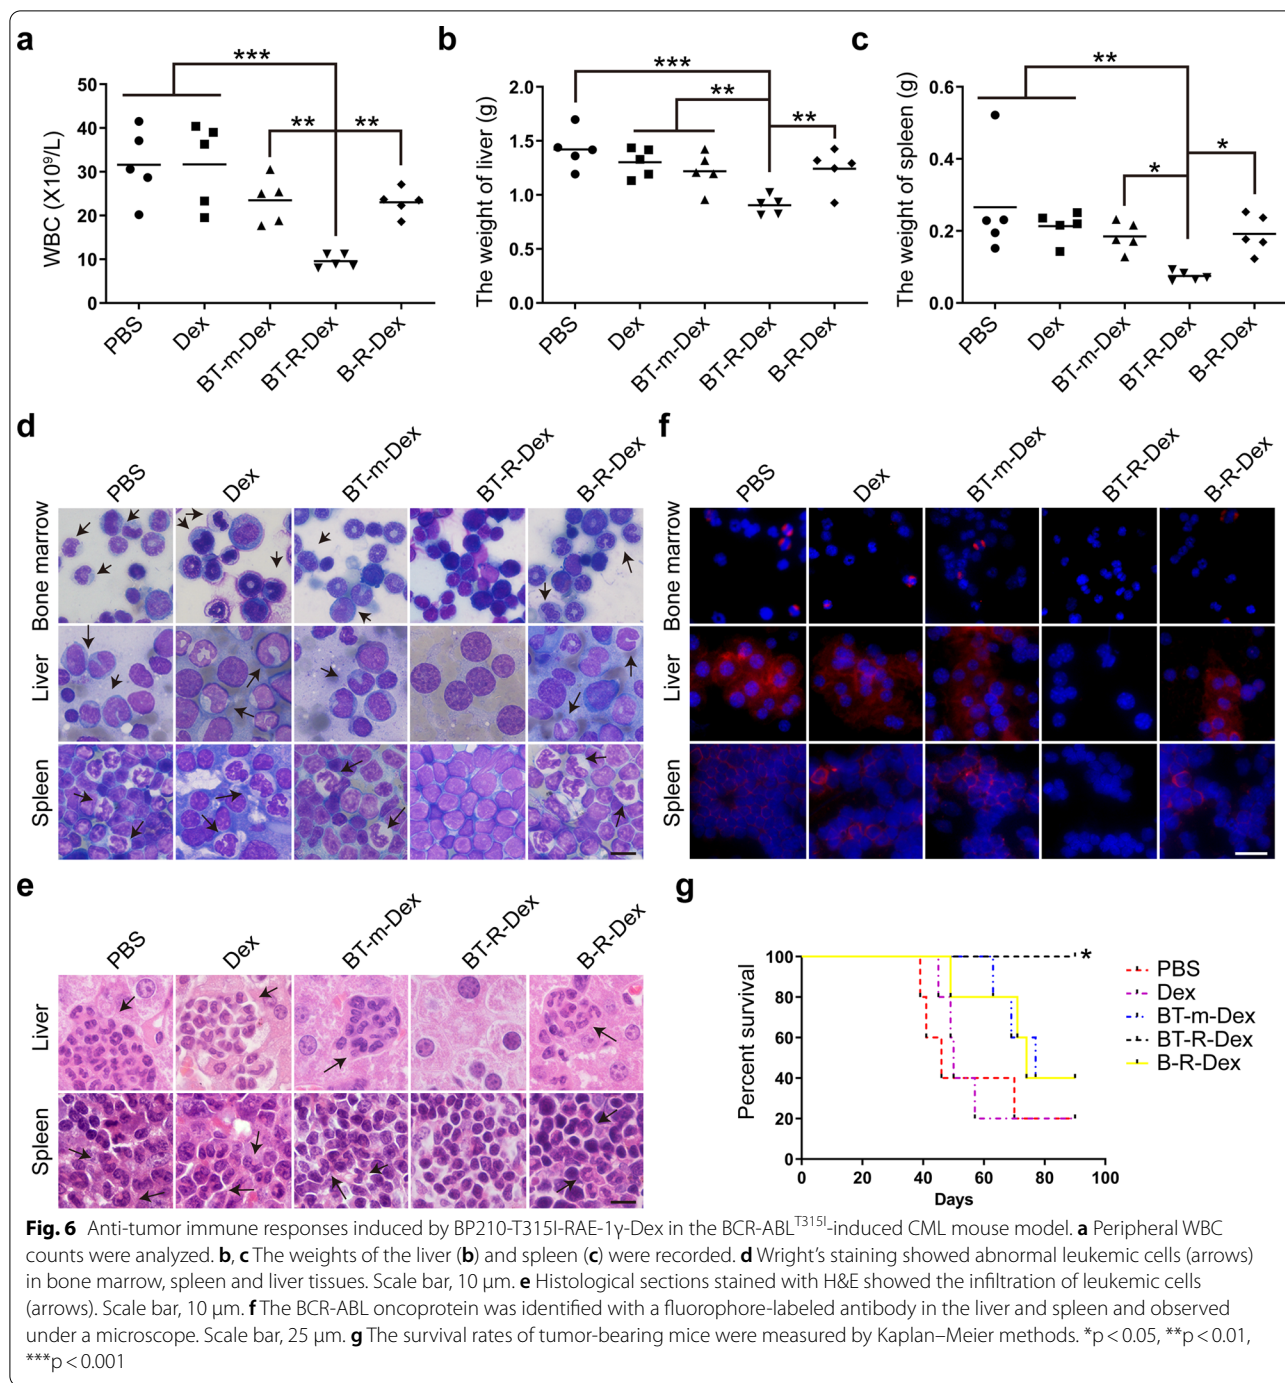 a
***
**
**
WBC (X10⁹/L)
50
40
30
20
10
0
PBS
Dex
BT-m-Dex
BT-R-Dex
B-R-Dex
b
***
**
**
The weight of liver (g)
2.0
1.5
1.0
0.5
0.0
PBS
Dex
BT-m-Dex
BT-R-Dex
B-R-Dex
c
**
*
*
The weight of spleen (g)
0.6
0.4
0.2
0.0
PBS
Dex
BT-m-Dex
BT-R-Dex
B-R-Dex
d
PBS
Dex
BT-m-Dex
BT-R-Dex
B-R-Dex
Bone marrow
Liver
Spleen
f
PBS
Dex
BT-m-Dex
BT-R-Dex
B-R-Dex
Bone marrow
Liver
Spleen
e
PBS
Dex
BT-m-Dex
BT-R-Dex
B-R-Dex
Liver
Spleen
g
Percent survival
100
80
60
40
20
0
0 20 40 60 80 100
Days
*
PBS
Dex
BT-m-Dex
BT-R-Dex
B-R-Dex
Fig. 6 Anti-tumor immune responses induced by BP210-T315I-RAE-1γ-Dex in the BCR-ABL^T315I-induced CML mouse model. a Peripheral WBC
counts were analyzed. b, c The weights of the liver (b) and spleen (c) were recorded. d Wright’s staining showed abnormal leukemic cells (arrows)
in bone marrow, spleen and liver tissues. Scale bar, 10 μm. e Histological sections stained with H&E showed the infiltration of leukemic cells
(arrows). Scale bar, 10 μm. f The BCR-ABL oncoprotein was identified with a fluorophore-labeled antibody in the liver and spleen and observed
under a microscope. Scale bar, 25 μm. g The survival rates of tumor-bearing mice were measured by Kaplan–Meier methods. *p < 0.05, **p < 0.01,
***p < 0.001